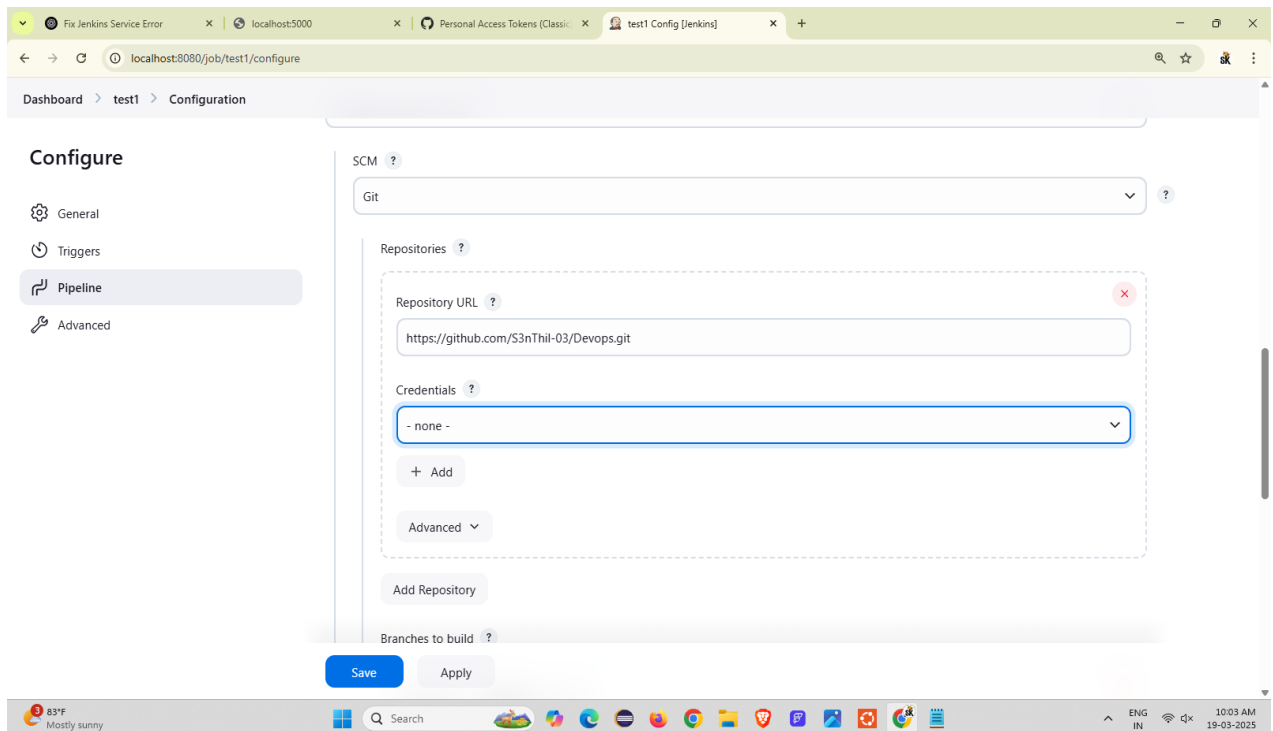 Fix Jenkins Service Error
localhost:5000
Personal Access Tokens (Classic
test1 Config [Jenkins]
localhost:8080/job/test1/configure
sk
Dashboard > test1 > Configuration
Configure
General
Triggers
Pipeline
Advanced
SCM ?
Git
?
Repositories ?
Repository URL ?
https://github.com/S3nThil-03/Devops.git
Credentials ?
- none -
+ Add
Advanced
Add Repository
Branches to build ?
Save
Apply
3
83°F
Mostly sunny
Search
sk
ENG
IN
10:03 AM
19-03-2025